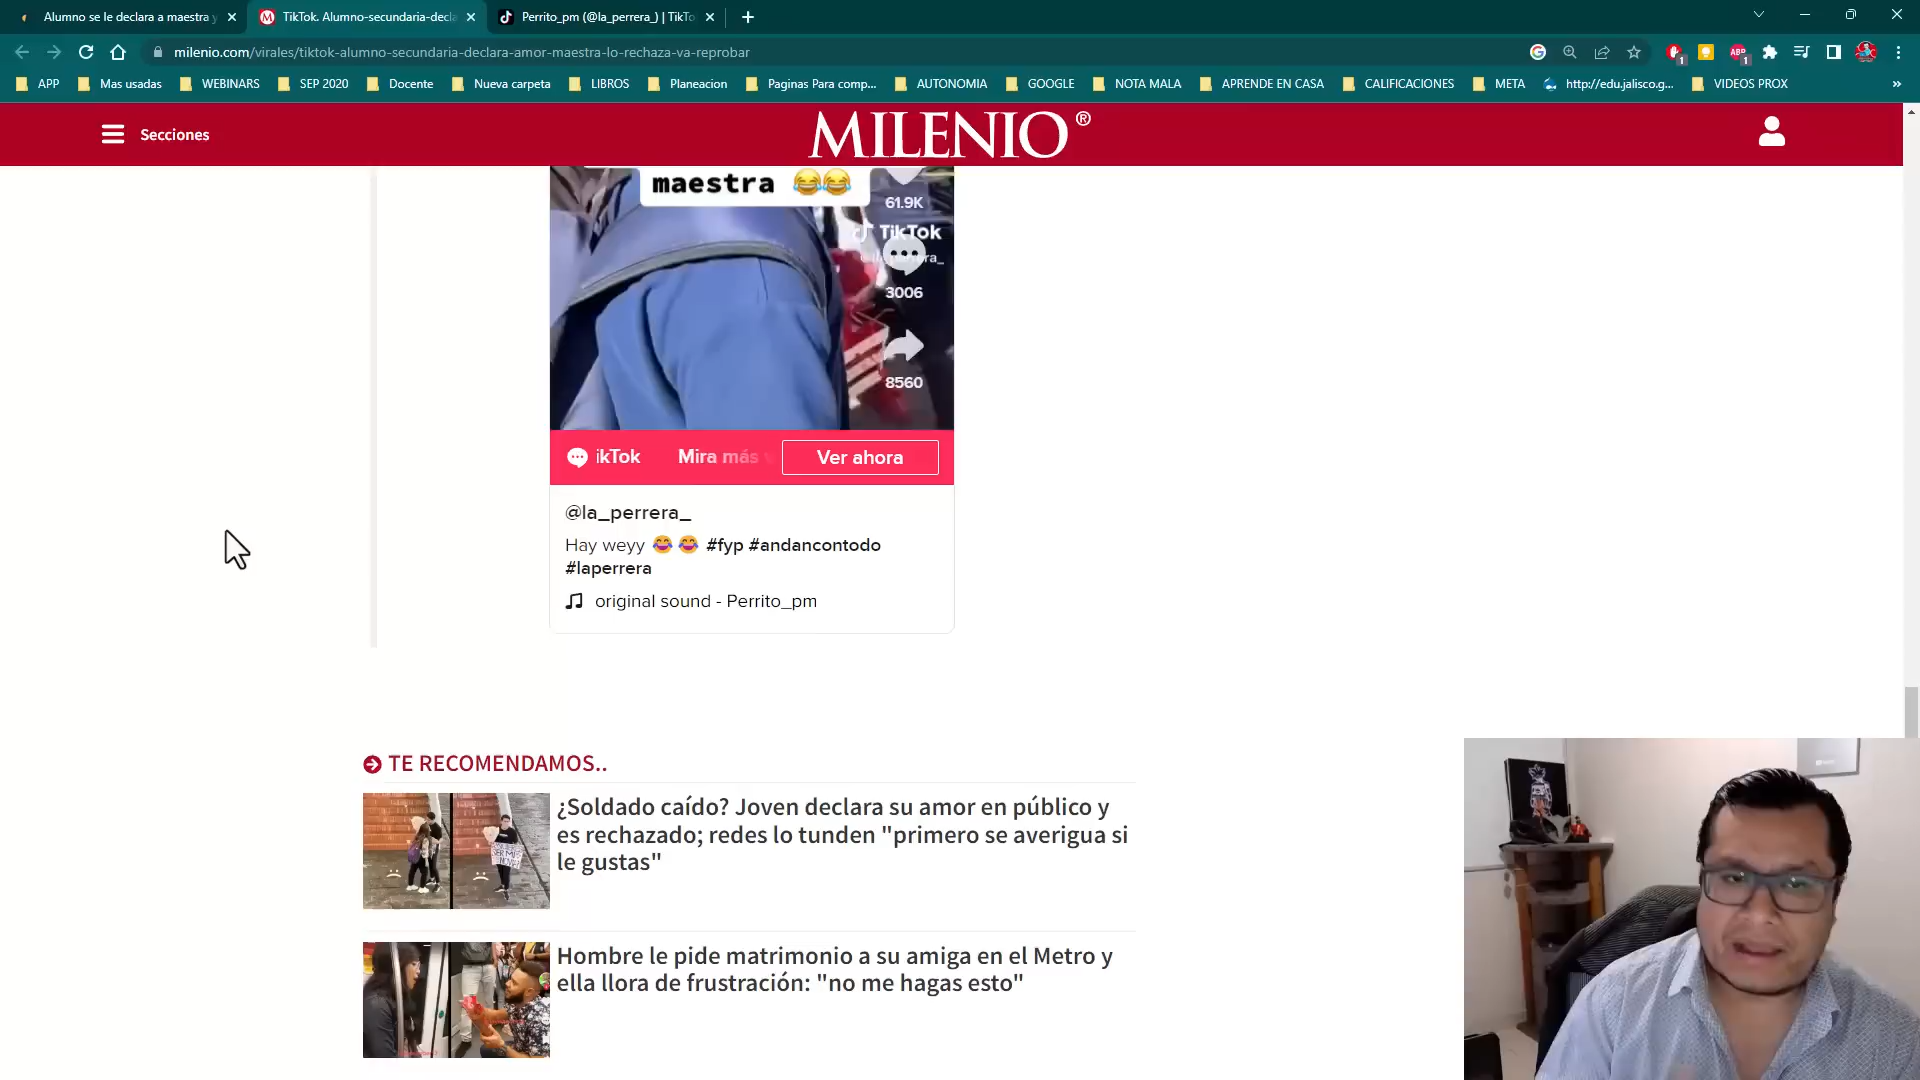 Alumno se le declara a maestra y
TikTok. Alumno-secundaria-decla
Perrito_pm (@la_perrera_) | TikTo
milenio.com/virales/tiktok-alumno-secundaria-declara-amor-maestra-lo-rechaza-va-reprobar
1
ABP
1
APP
Mas usadas
WEBINARS
SEP 2020
Docente
Nueva carpeta
LIBROS
Planeacion
Paginas Para comp...
AUTONOMIA
GOOGLE
NOTA MALA
APRENDE EN CASA
CALIFICACIONES
META
http://edu.jalisco.g...
VIDEOS PROX
»
Secciones
MILENIO®
maestra 😂😂
61.9K
TikTok
3006
8560
ikTok
Mira más v
Ver ahora
@la_perrera_
Hay weyy 😂 😂 #fyp #andancontodo
#laperrera
original sound - Perrito_pm
TE RECOMENDAMOS..
¿Soldado caído? Joven declara su amor en público y
es rechazado; redes lo tunden "primero se averigua si
le gustas"
Hombre le pide matrimonio a su amiga en el Metro y
ella llora de frustración: "no me hagas esto"